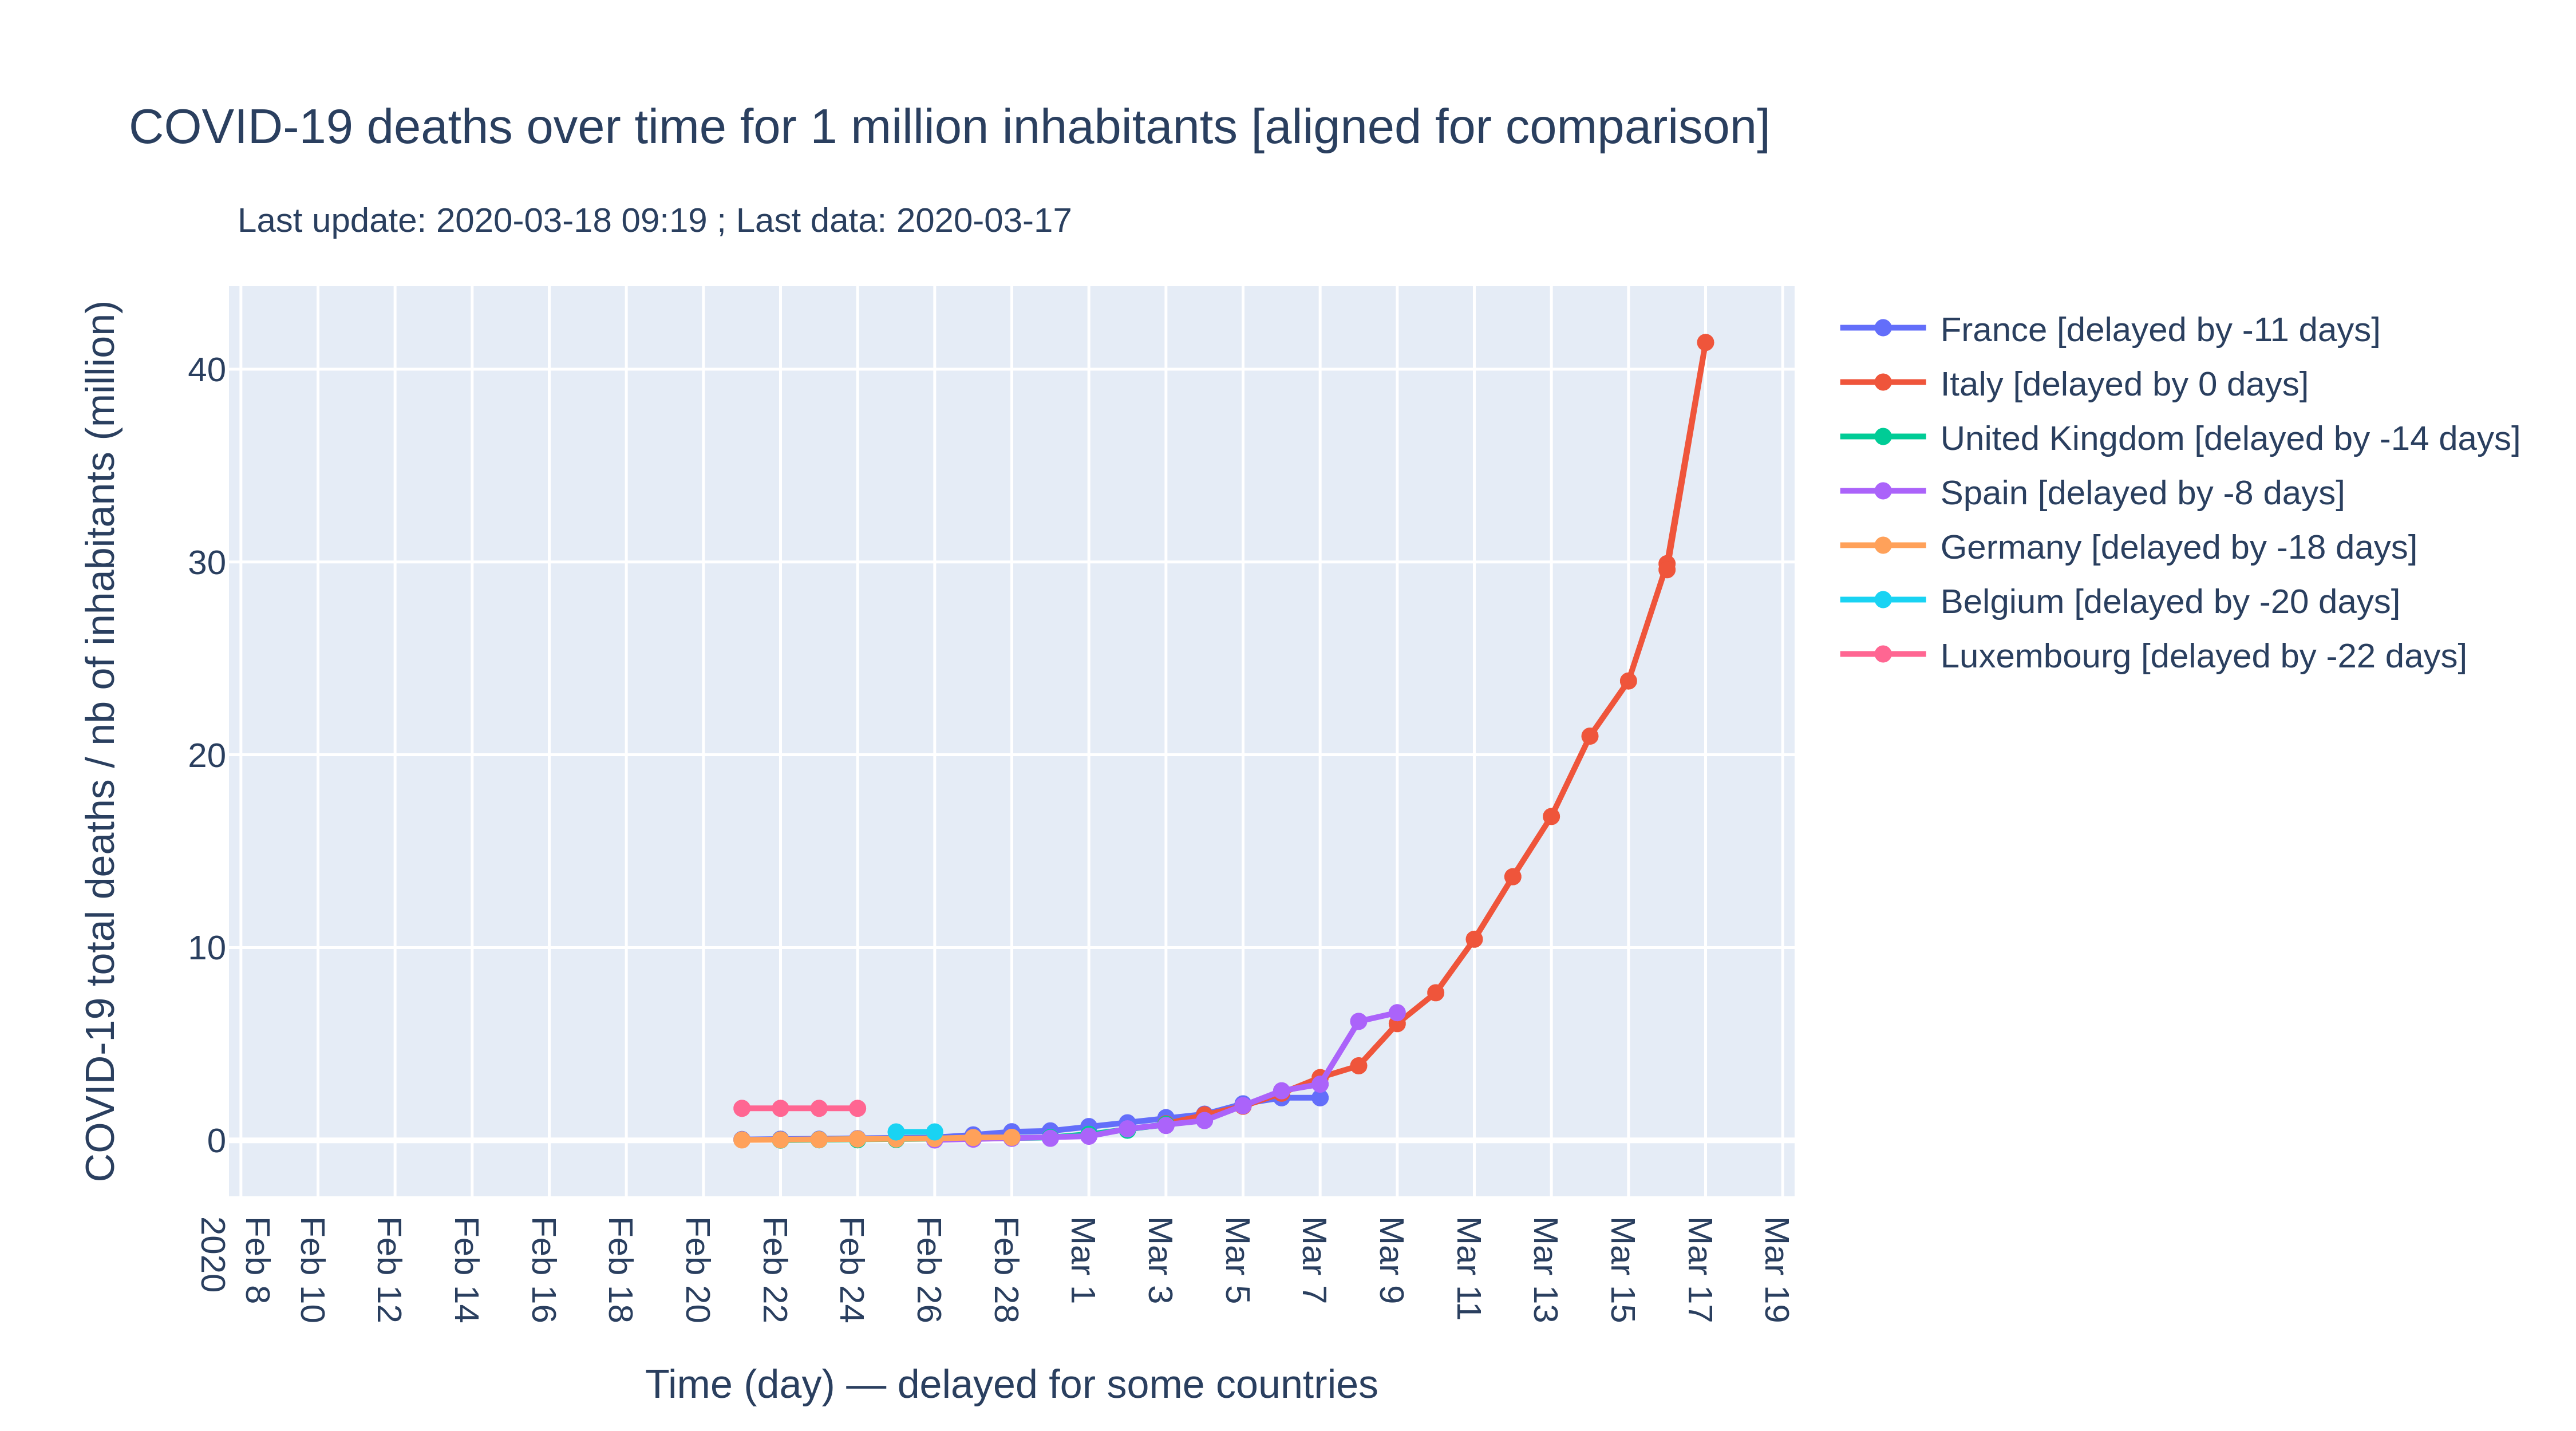 COVID-19 deaths over time for 1 million inhabitants [aligned for comparison]
Last update: 2020-03-18 09:19 ; Last data: 2020-03-17
COVID-19 total deaths / nb of inhabitants (million)
40
30
20
10
0
Feb 8
2020
Feb 10
Feb 12
Feb 14
Feb 16
Feb 18
Feb 20
Feb 22
Feb 24
Feb 26
Feb 28
Mar 1
Mar 3
Mar 5
Mar 7
Mar 9
Mar 11
Mar 13
Mar 15
Mar 17
Mar 19
Time (day) — delayed for some countries
France [delayed by -11 days]
Italy [delayed by 0 days]
United Kingdom [delayed by -14 days]
Spain [delayed by -8 days]
Germany [delayed by -18 days]
Belgium [delayed by -20 days]
Luxembourg [delayed by -22 days]